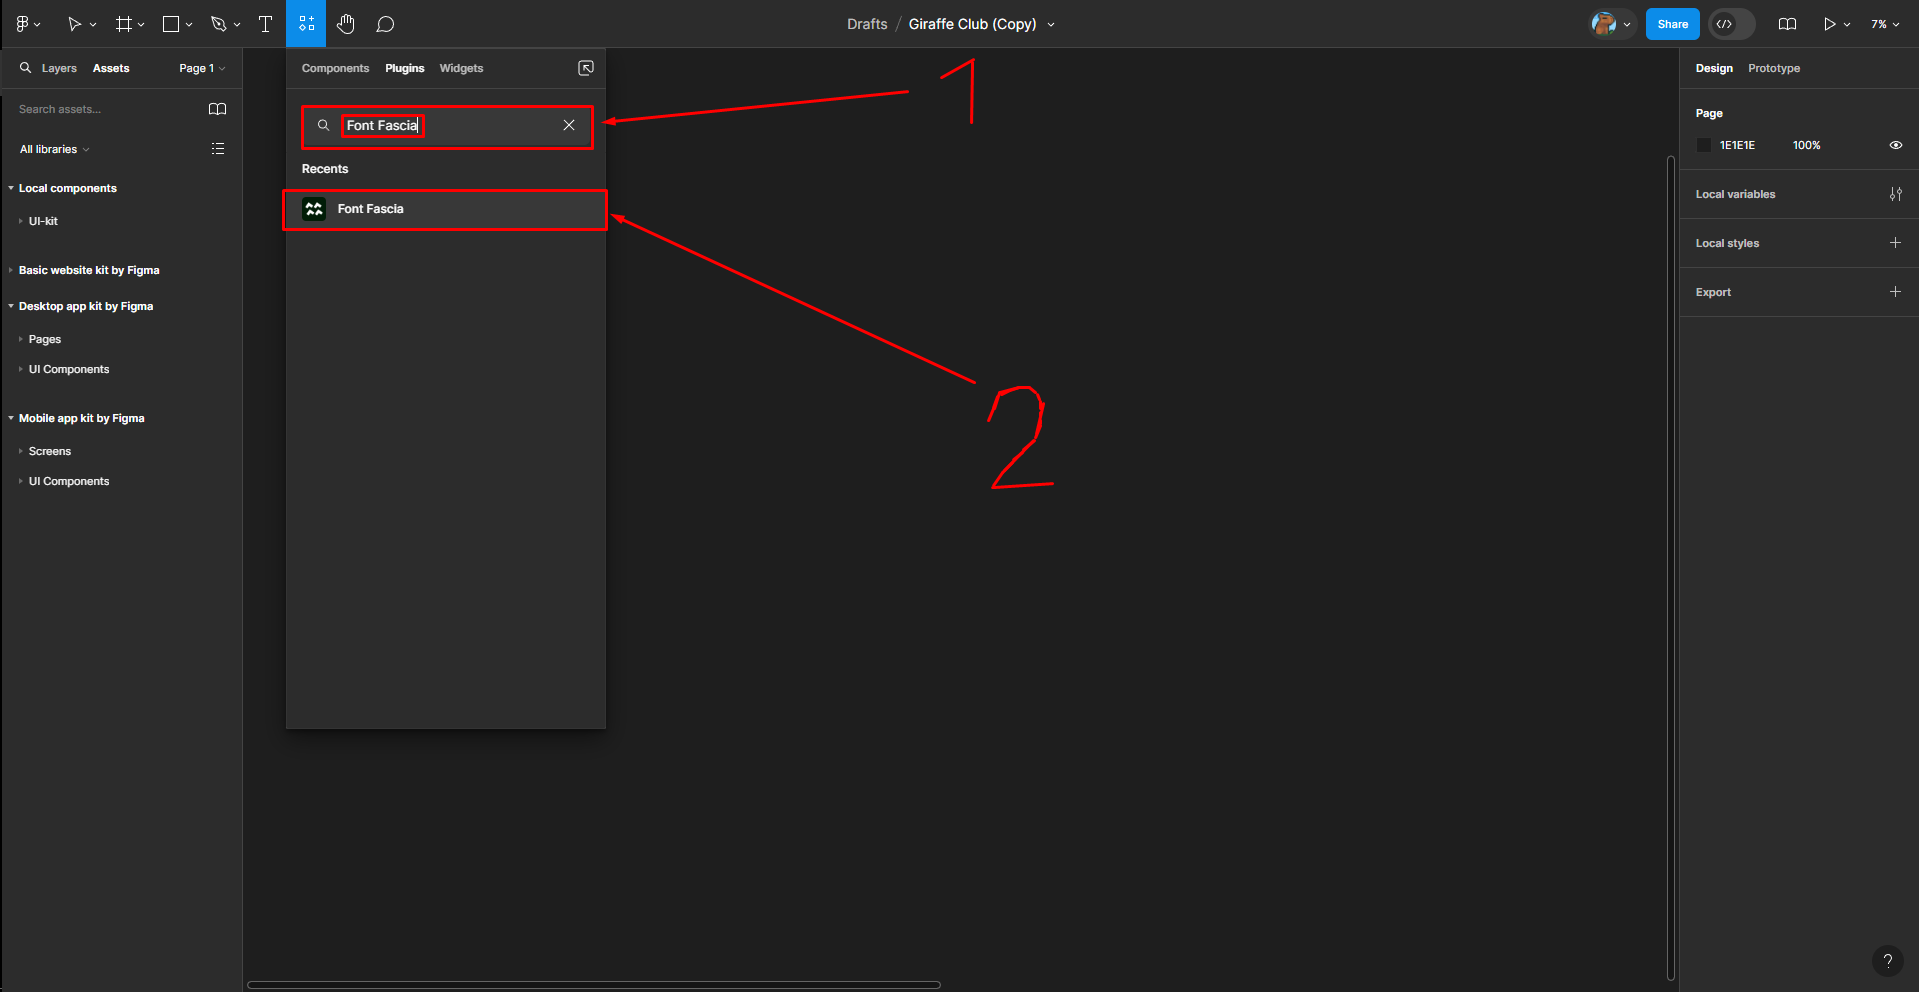 Drafts / Giraffe Club (Copy)
Share
7%
Layers Assets Page 1
Search assets...
All libraries
Local components
UI-kit
Basic website kit by Figma
Desktop app kit by Figma
Pages
UI Components
Mobile app kit by Figma
Screens
UI Components
Components Plugins Widgets
Font Fascia
Recents
Font Fascia
1
2
Design Prototype
Page
1E1E1E 100%
Local variables
Local styles
Export
?